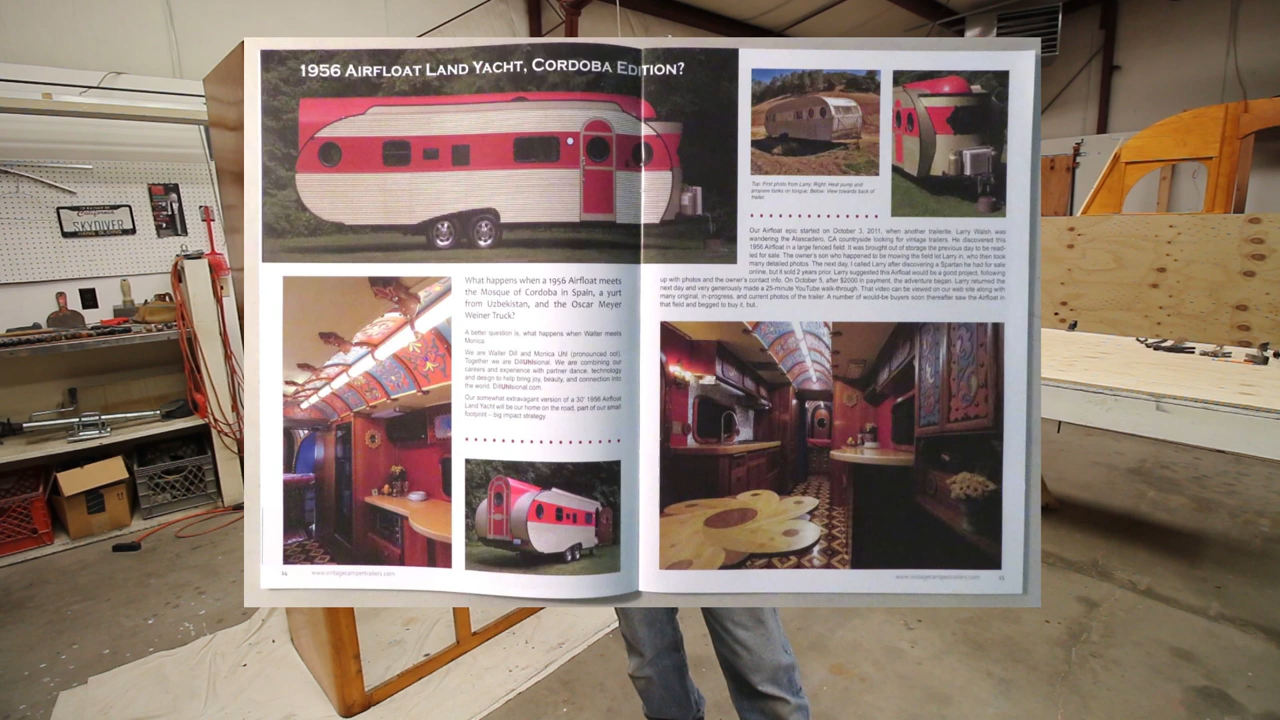 1956 Airfloat Land Yacht, Cordoba Edition?
Top: First photo from Larry. Right: Heat pump and
propane tanks on tongue. Below: View towards back of
trailer.
Our Airfloat epic started on October 3, 2011, when another trailerite, Larry Walsh was
wandering the Atascadero, CA countryside looking for vintage trailers. He discovered this
1956 Airfloat in a large fenced field. It was brought out of storage the previous day to be read-
ied for sale. The owner's son who happened to be mowing the field let Larry in, who then took
many detailed photos. The next day, I called Larry after discovering a Spartan he had for sale
online, but it sold 2 years prior. Larry suggested this Airfloat would be a good project, following
up with photos and the owner's contact info. On October 5, after $2000 in payment, the adventure began. Larry returned the
next day and very generously made a 25-minute YouTube walk-through. That video can be viewed on our web site along with
many original, in-progress, and current photos of the trailer. A number of would-be buyers soon thereafter saw the Airfloat in
that field and begged to buy it, but.
What happens when a 1956 Airfloat meets
the Mosque of Cordoba in Spain, a yurt
from Uzbekistan, and the Oscar Meyer
Weiner Truck?
A better question is, what happens when Walter meets
Monica.
We are Walter Dill and Monica Uhl (pronounced ool).
Together we are DillUhlsional. We are combining our
careers and experience with partner dance, technology
and design to help bring joy, beauty, and connection into
the world. DillUhlsional.com.
Our somewhat extravagant version of a 30' 1956 Airfloat
Land Yacht will be our home on the road, part of our small
footprint – big impact strategy.
www.vintagecampertrailers.com
www.vintagecampertrailers.com
California
SKYDIVER